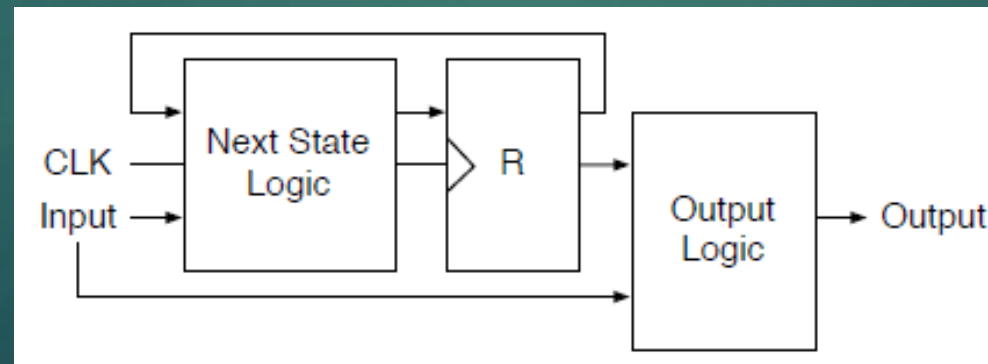 CLK
Input
Next State
Logic
R
Output
Logic
Output